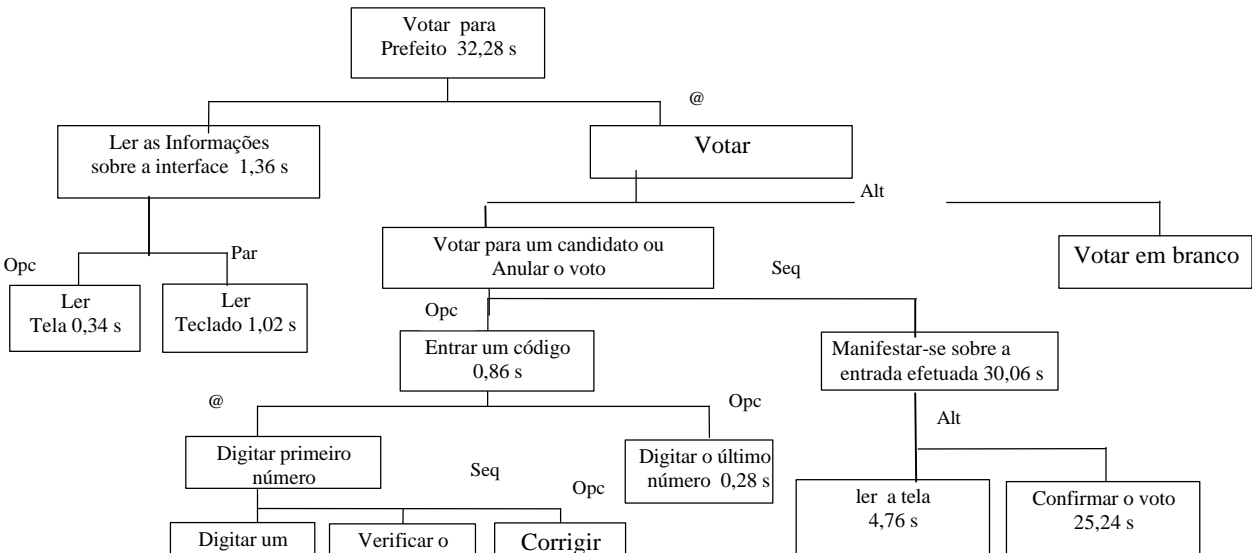 Votar para
Prefeito 32,28 s
@
Ler as Informações
sobre a interface 1,36 s
Votar
Alt
Votar para um candidato ou
Anular o voto
Votar em branco
Opc
Par
Seq
Ler
Tela 0,34 s
Ler
Teclado 1,02 s
Opc
Entrar um código
0,86 s
Manifestar-se sobre a
entrada efetuada 30,06 s
@
Opc
Alt
Digitar primeiro
número
Seq
Opc
Digitar o último
número 0,28 s
ler a tela
4,76 s
Confirmar o voto
25,24 s
Digitar um
Verificar o
Corrigir